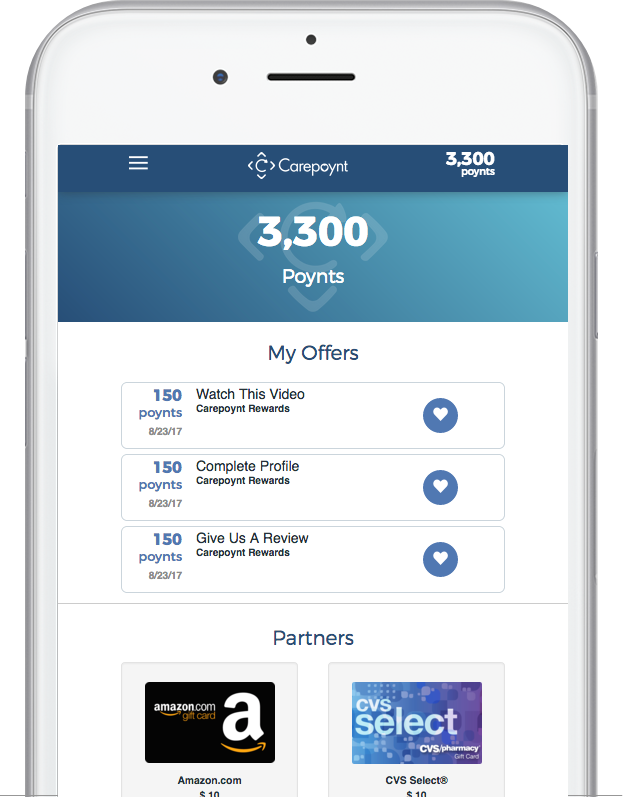 Carepoynt
3,300
poynts
3,300
Poynts
My Offers
150
poynts
8/23/17
Watch This Video
Carepoynt Rewards
150
poynts
8/23/17
Complete Profile
Carepoynt Rewards
150
poynts
8/23/17
Give Us A Review
Carepoynt Rewards
Partners
amazon.com
gift card
a
Amazon.com
$ 10
CVS
select
CVS/pharmacy
Gift Card
CVS Select®
$ 10